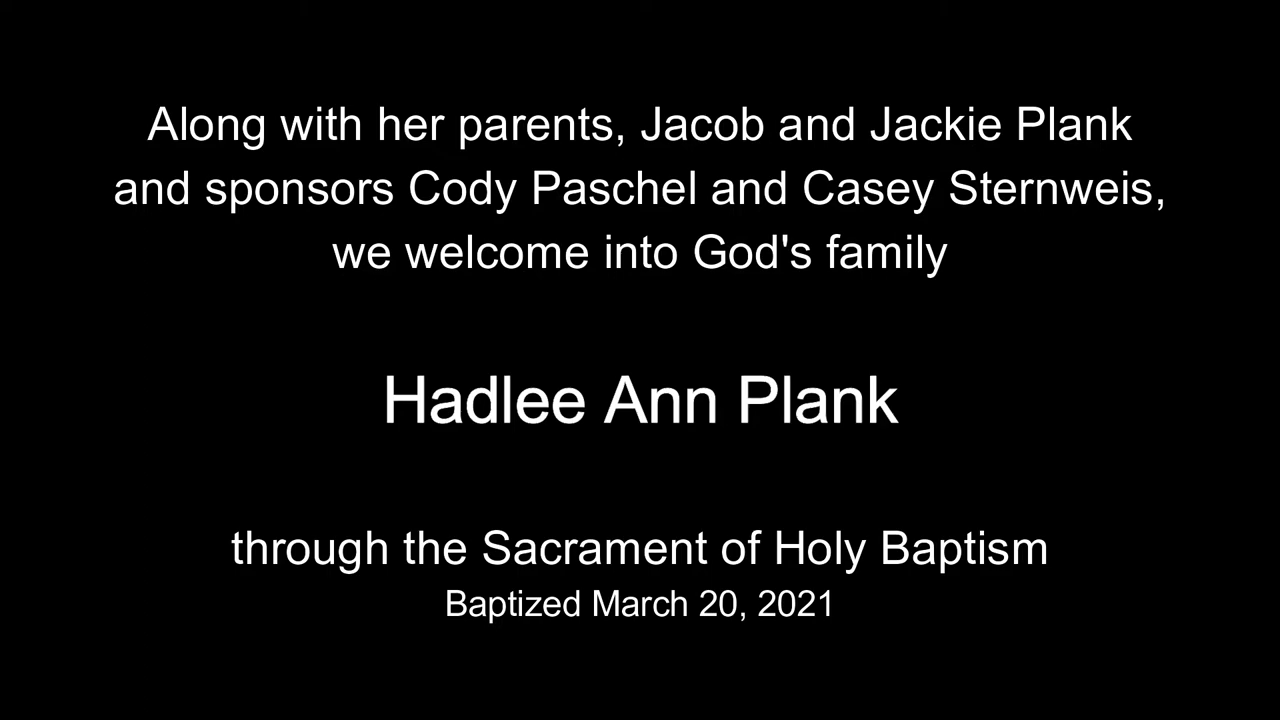 Along with her parents, Jacob and Jackie Plank
and sponsors Cody Paschel and Casey Sternweis,
we welcome into God's family
Hadlee Ann Plank
through the Sacrament of Holy Baptism
Baptized March 20, 2021